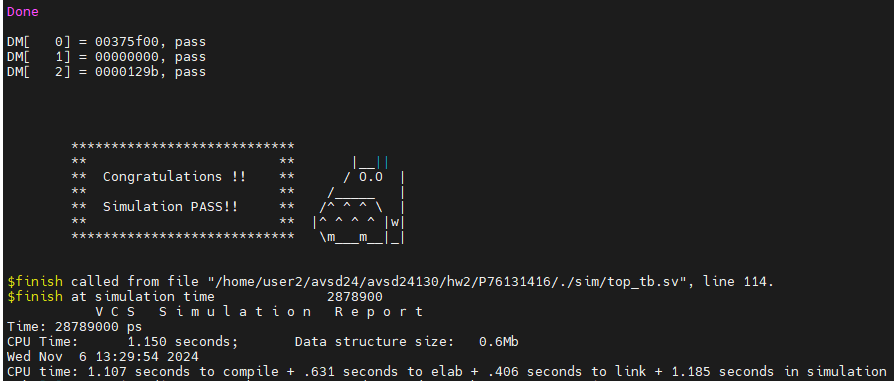 Done
DM[   0] = 00375f00, pass
DM[   1] = 00000000, pass
DM[   2] = 0000129b, pass
****************************
**                        **       |__||
**  Congratulations !!    **      / O.O  |
**                        **    /_____   |
**  Simulation PASS!!     **   /^ ^ ^ \  |
**                        **  |^ ^ ^ ^ |w|
****************************   \m___m__|_|
$finish called from file "/home/user2/avsd24/avsd24130/hw2/P76131416/./sim/top_tb.sv", line 114.
$finish at simulation time              2878900
           V C S   S i m u l a t i o n   R e p o r t
Time: 28789000 ps
CPU Time:      1.150 seconds;       Data structure size:   0.6Mb
Wed Nov  6 13:29:54 2024
CPU time: 1.107 seconds to compile + .631 seconds to elab + .406 seconds to link + 1.185 seconds in simulation